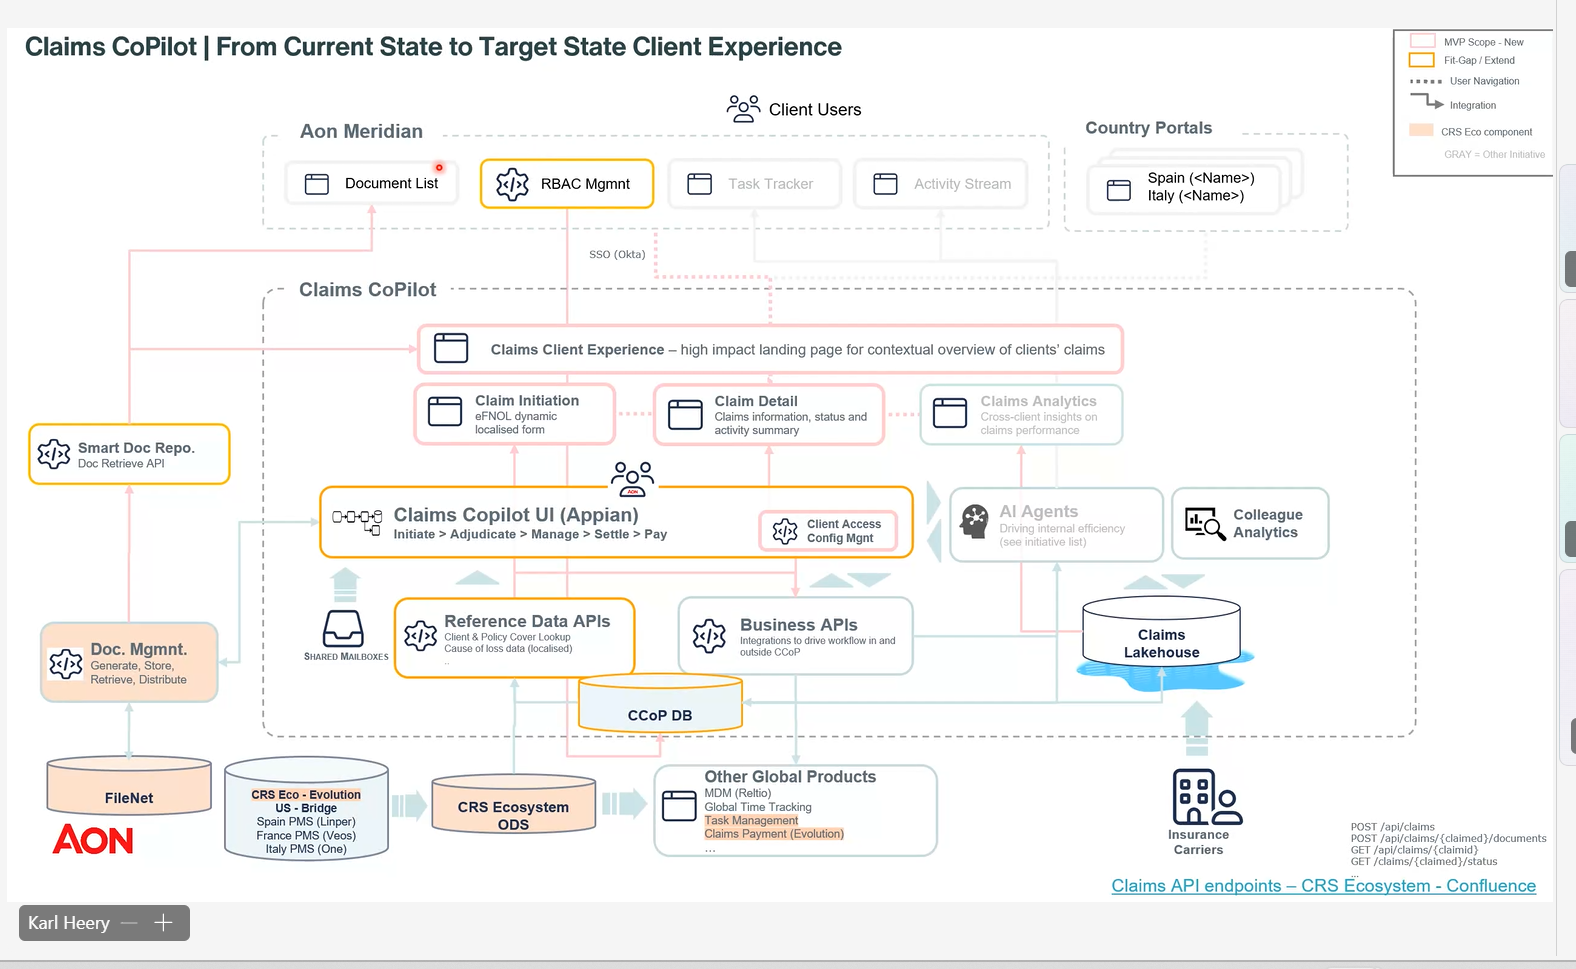 Claims CoPilot | From Current State to Target State Client Experience
MVP Scope - New
Fit-Gap / Extend
User Navigation
Integration
CRS Eco component
GRAY = Other Initiative
Client Users
Aon Meridian
Country Portals
Document List
RBAC Mgmnt
Task Tracker
Activity Stream
Spain (<Name>)
Italy (<Name>)
SSO (Okta)
Claims CoPilot
Claims Client Experience – high impact landing page for contextual overview of clients' claims
Claim Initiation
eFNOL dynamic
localised form
Claim Detail
Claims information, status and
activity summary
Claims Analytics
Cross-client insights on
claims performance
Smart Doc Repo.
Doc Retrieve API
AON
Claims Copilot UI (Appian)
Initiate > Adjudicate > Manage > Settle > Pay
Client Access
Config Mgnt
AI Agents
Driving internal efficiency
(see initiative list)
Colleague
Analytics
Shared Mailboxes
Reference Data APIs
Client & Policy Cover Lookup
Cause of loss data (localised)
..
Business APIs
Integrations to drive workflow in and
outside CCoP
Claims
Lakehouse
Doc. Mgmnt.
Generate, Store,
Retrieve, Distribute
CCoP DB
FileNet
AON
CRS Eco - Evolution
US - Bridge
Spain PMS (Linper)
France PMS (Veos)
Italy PMS (One)
CRS Ecosystem
ODS
Other Global Products
MDM (Reltio)
Global Time Tracking
Task Management
Claims Payment (Evolution)
...
Insurance
Carriers
POST /api/claims
POST /api/claims/{claimed}/documents
GET /api/claims/{claimid}
GET /claims/{claimed}/status
...
Claims API endpoints – CRS Ecosystem - Confluence
Karl Heery